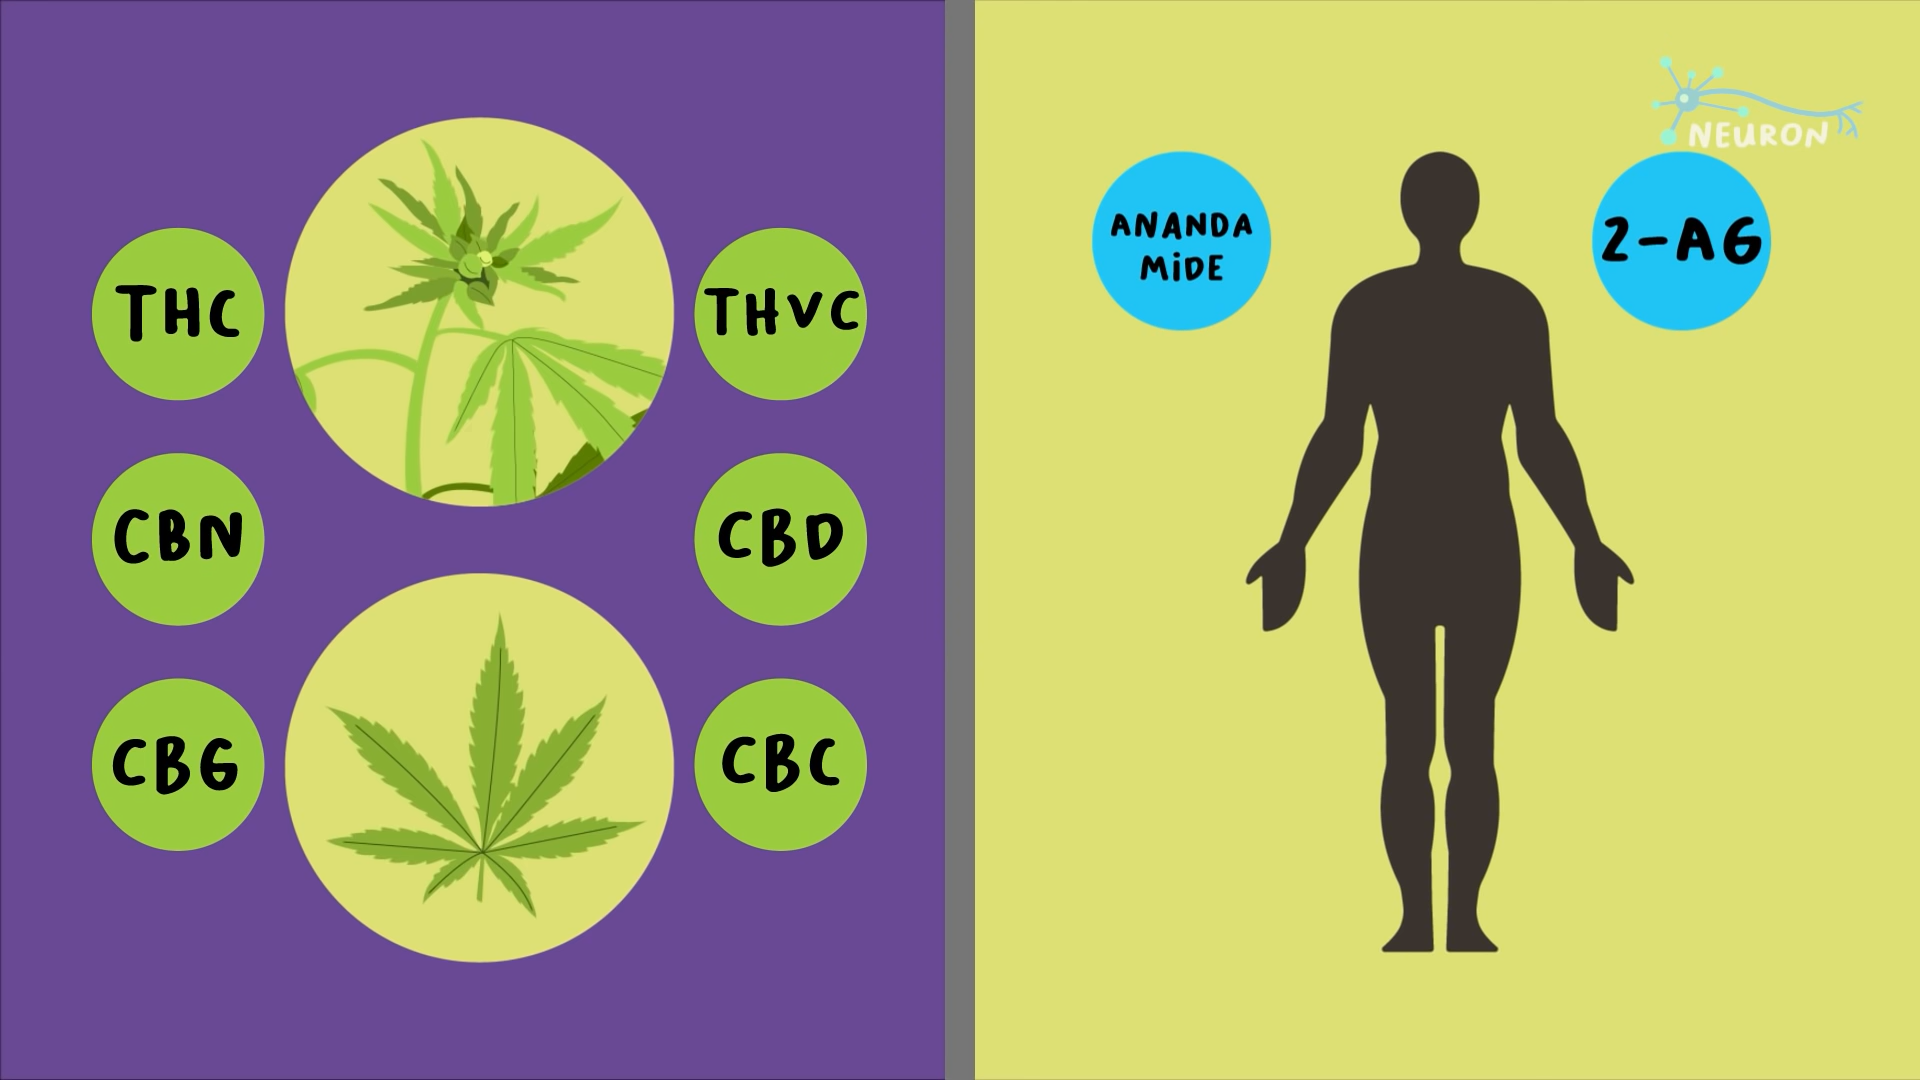 THC
THVC
CBN
CBD
CBG
CBC
ANANDA
MiDE
2-AG
NEURON